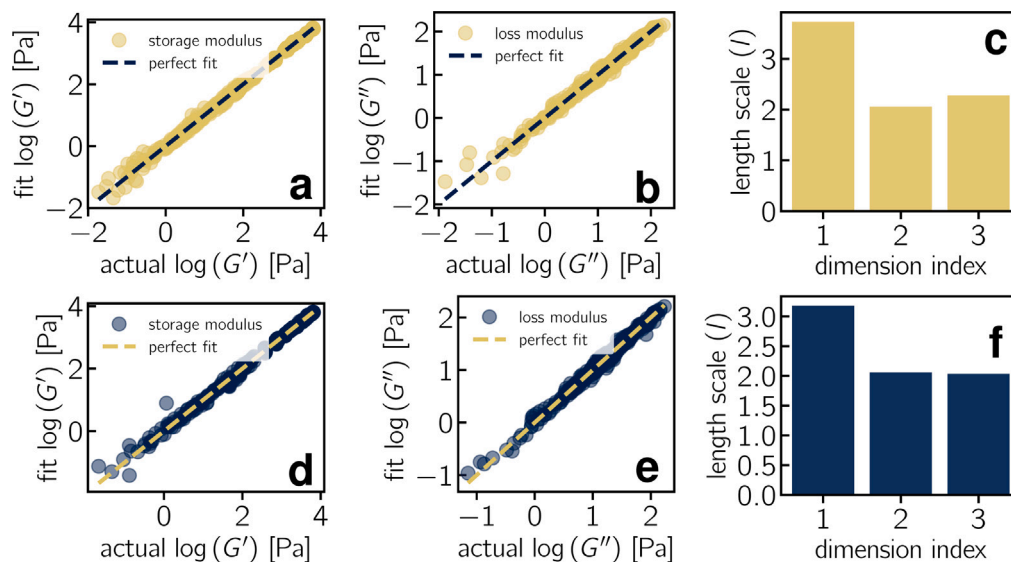 4
2
0
−2
fit log (G′) [Pa]
storage modulus
perfect fit
a
−2
0
2
4
actual log (G′) [Pa]
2
1
0
−1
−2
fit log (G″) [Pa]
loss modulus
perfect fit
b
−2
−1
0
1
2
actual log (G″) [Pa]
3
2
1
0
length scale (l)
c
1
2
3
dimension index
4
2
0
fit log (G′) [Pa]
storage modulus
perfect fit
d
0
2
4
actual log (G′) [Pa]
2
1
0
−1
fit log (G″) [Pa]
loss modulus
perfect fit
e
−1
0
1
2
actual log (G″) [Pa]
3.0
2.5
2.0
1.5
1.0
0.5
0.0
length scale (l)
f
1
2
3
dimension index